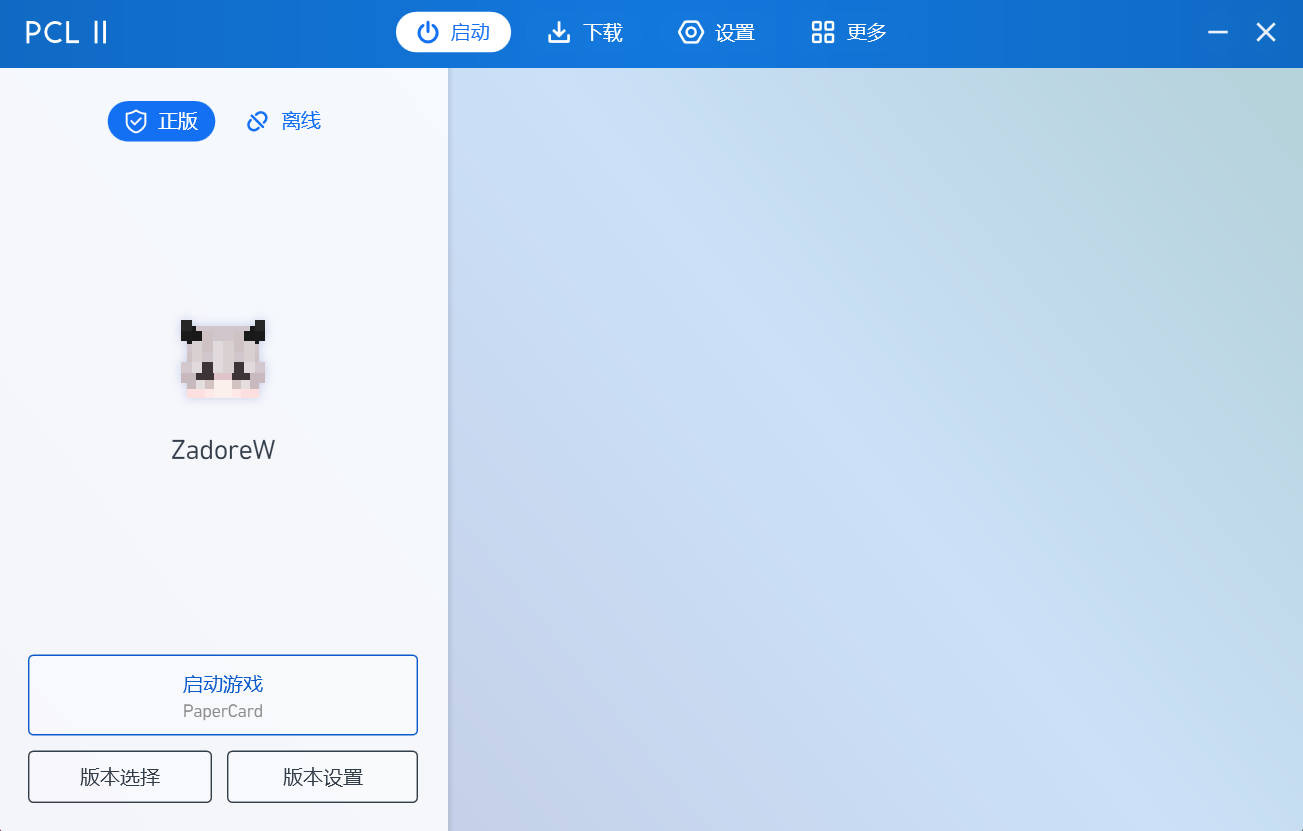 PCL II
启动
下载
设置
更多
正版
离线
ZadoreW
启动游戏
PaperCard
版本选择
版本设置